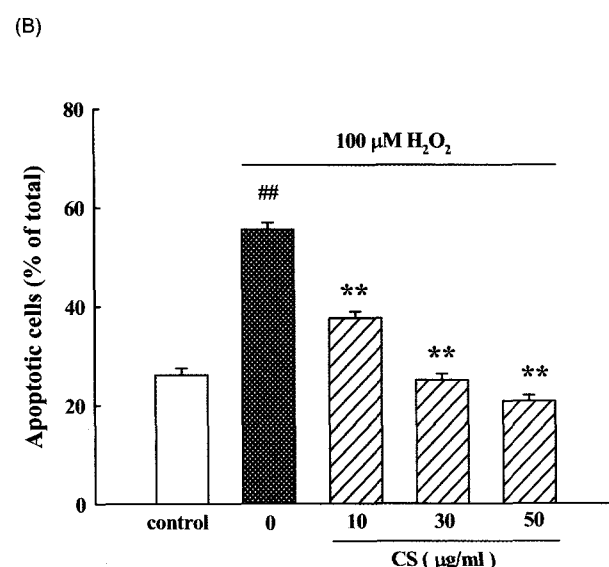 (B)
80
100 μM H₂O₂
##
60
**
40
**
**
20
0
Apoptotic cells (% of total)
control 0 10 30 50
CS ( μg/ml )